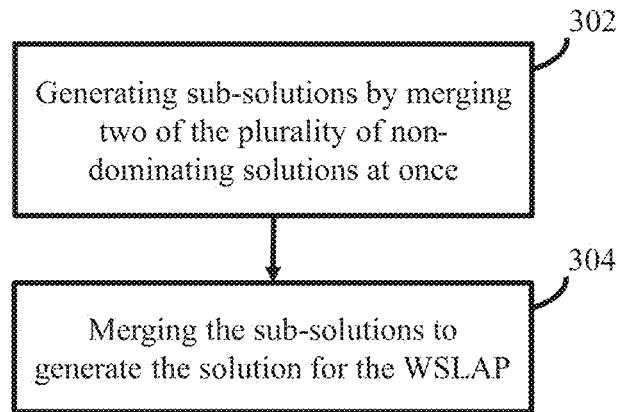 302
Generating sub-solutions by merging
two of the plurality of non-
dominating solutions at once
304
Merging the sub-solutions to
generate the solution for the WSLAP